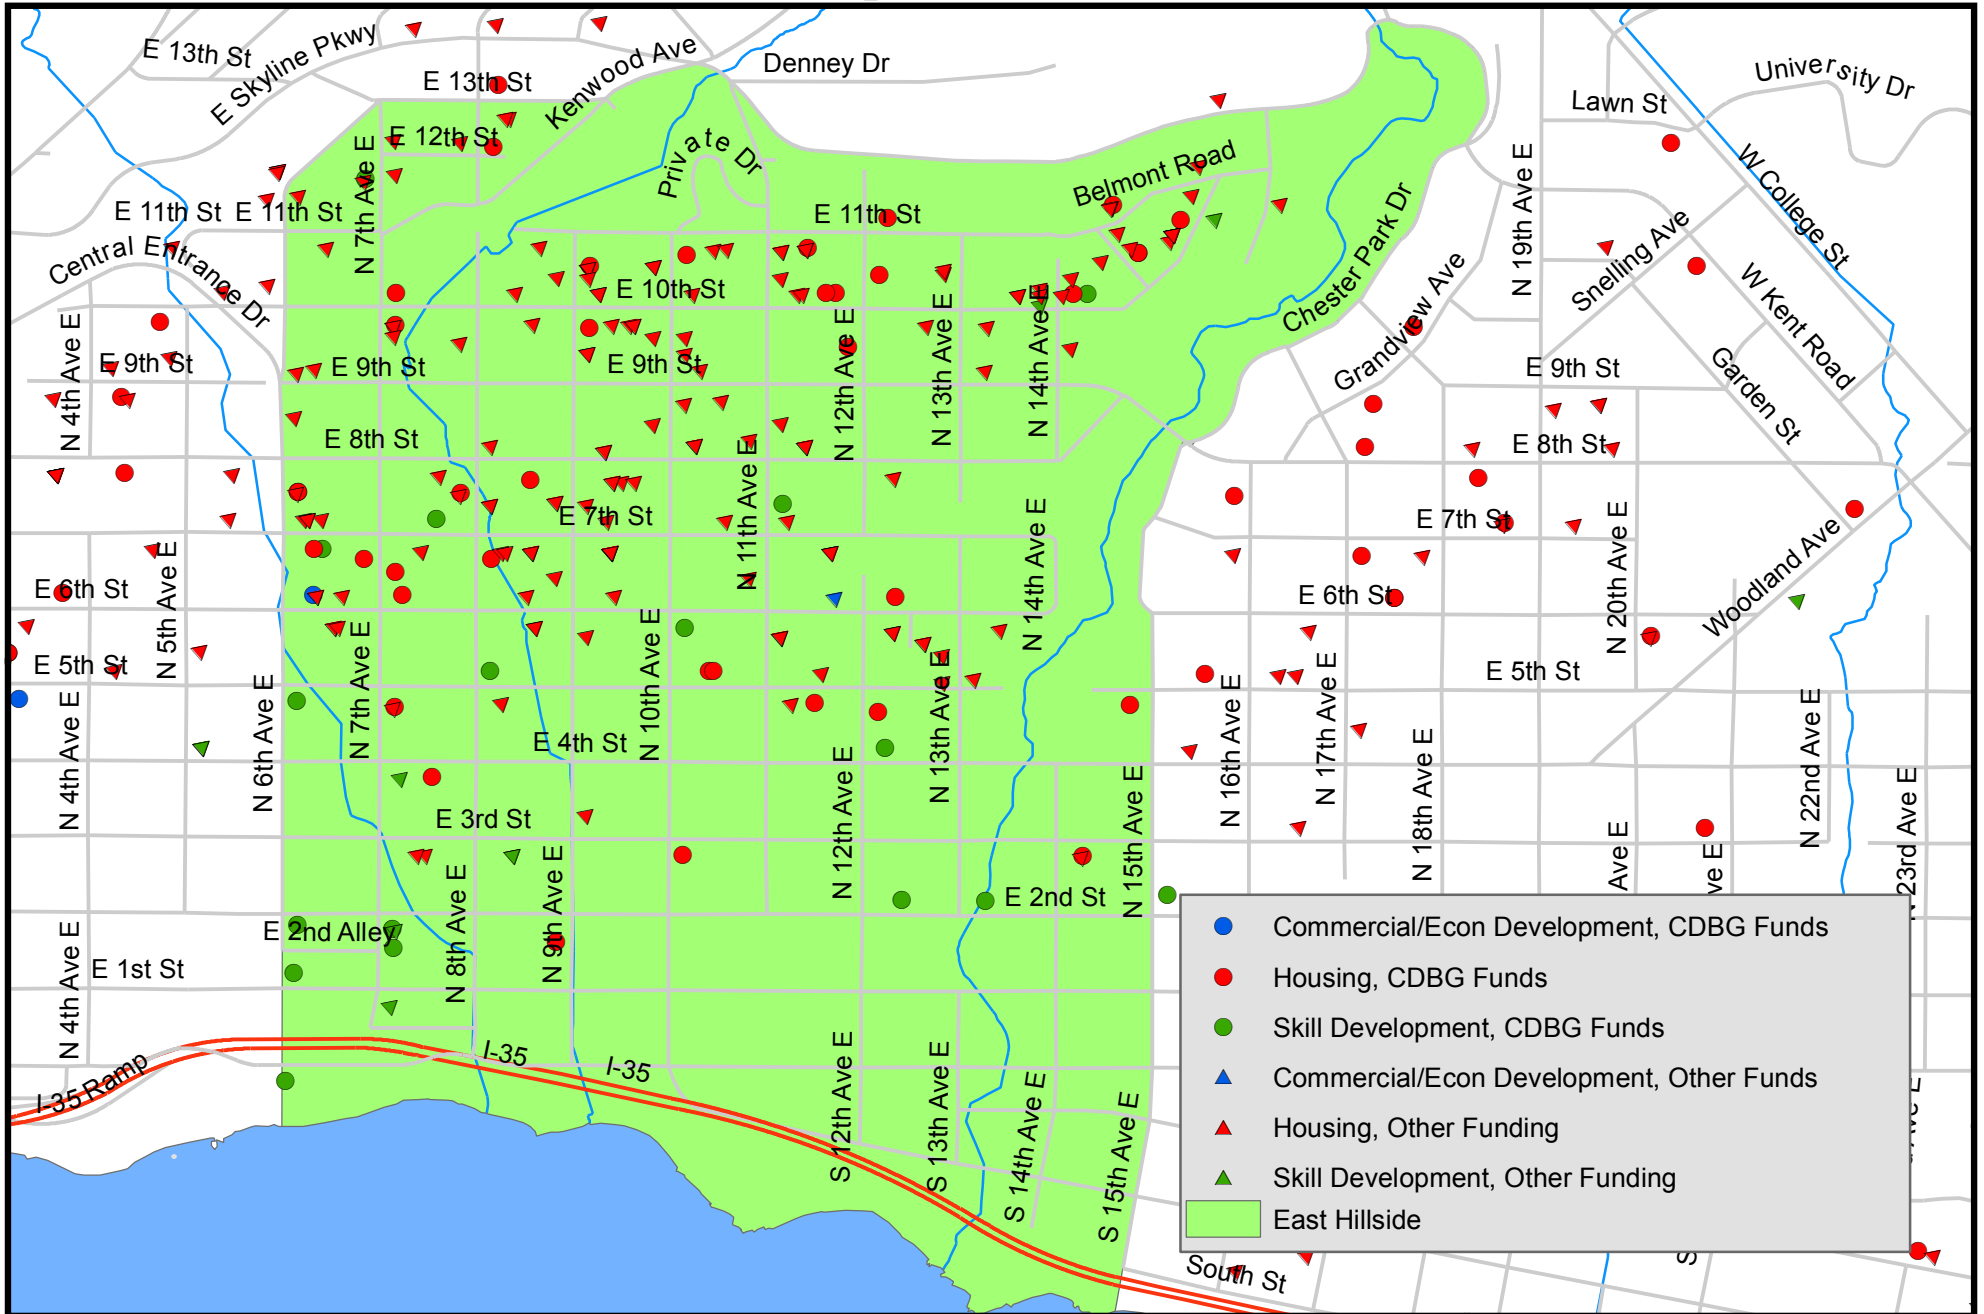 E 13th St
E Skyline Pkwy
Kenwood Ave
Denney Dr
University Dr
E 13th St
Lawn St
E 12th St
Private Dr
W College St
Belmont Road
N 7th Ave E
N 19th Ave E
E 11th St
E 11th St
E 11th St
Chester Park Dr
Snelling Ave
Central Entrance Dr
E 10th St
W Kent Road
Grandview Ave
N 4th Ave E
E 9th St
E 9th St
E 9th St
N 12th Ave E
N 13th Ave E
N 14th Ave E
E 9th St
Garden St
E 8th St
E 8th St
N 11th Ave E
E 7th St
E 7th St
N 14th Ave E
N 20th Ave E
Woodland Ave
E 6th St
N 5th Ave E
E 6th St
E 5th St
N 7th Ave E
N 10th Ave E
N 13th Ave E
E 5th St
N 4th Ave E
N 6th Ave E
E 4th St
N 16th Ave E
N 17th Ave E
N 18th Ave E
N 22nd Ave E
E 3rd St
N 12th Ave E
N 15th Ave E
N 23rd Ave E
Ave E
ve E
N 8th Ave E
N 9th Ave E
E 2nd St
E 2nd Alley
N 4th Ave E
E 1st St
Commercial/Econ Development, CDBG Funds
Housing, CDBG Funds
Skill Development, CDBG Funds
Commercial/Econ Development, Other Funds
Housing, Other Funding
Skill Development, Other Funding
East Hillside
I-35 Ramp
I-35
I-35
S 12th Ave E
S 13th Ave E
S 14th Ave E
S 15th Ave E
South St
S